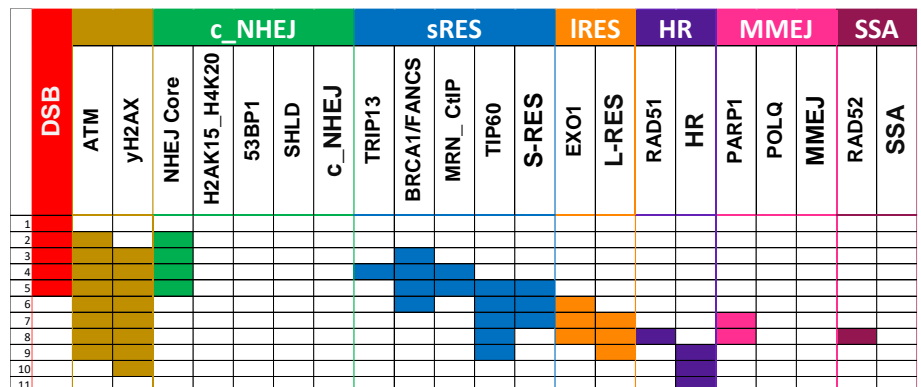 c_NHEJ sRES lRES HR MMEJ SSA
DSB
ATM
yH2AX
NHEJ Core
H2AK15_H4K20
53BP1
SHLD
c_NHEJ
TRIP13
BRCA1/FANCS
MRN_ CtIP
TIP60
S-RES
EXO1
L-RES
RAD51
HR
PARP1
POLQ
MMEJ
RAD52
SSA
1
2
3
4
5
6
7
8
9
10
11